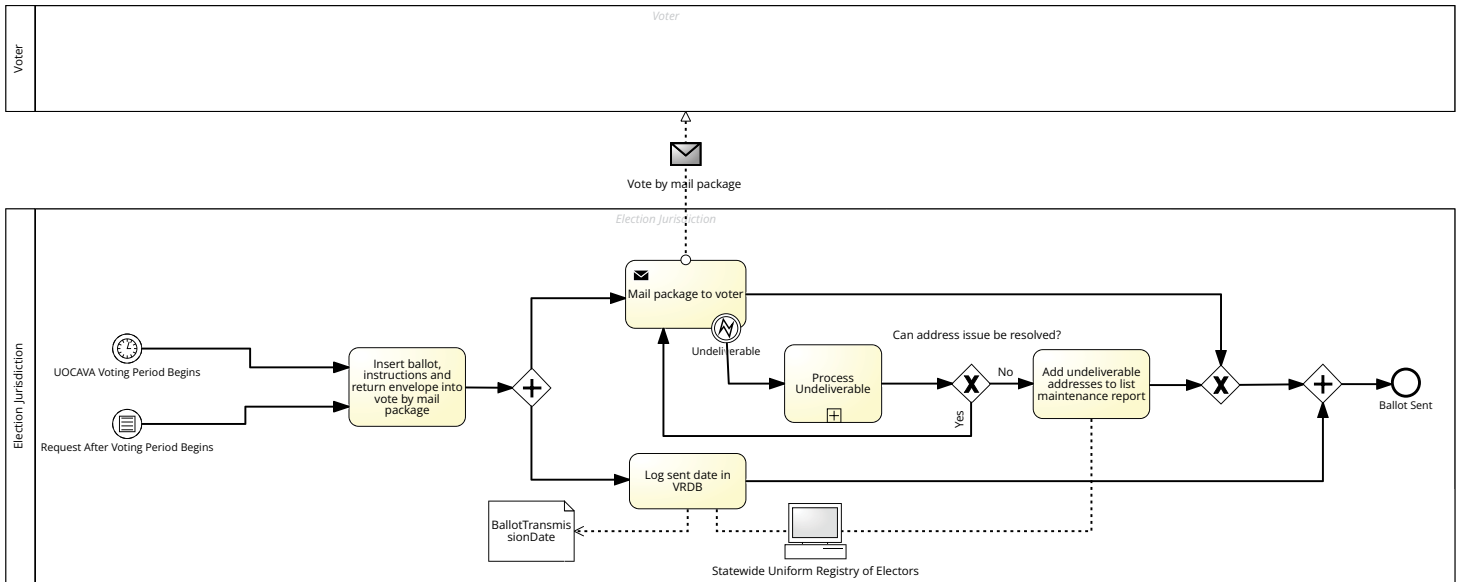 Voter
Voter
Vote by mail package
Election Jurisdiction
Election Jurisdiction
Mail package to voter
Undeliverable
Can address issue be resolved?
UOCAVA Voting Period Begins
Insert ballot,
instructions and
return envelope into
vote by mail
package
Process
Undeliverable
X
No
Add undeliverable
addresses to list
maintenance report
X
Ballot Sent
Yes
Request After Voting Period Begins
Log sent date in
VRDB
BallotTransmis
sionDate
Statewide Uniform Registry of Electors